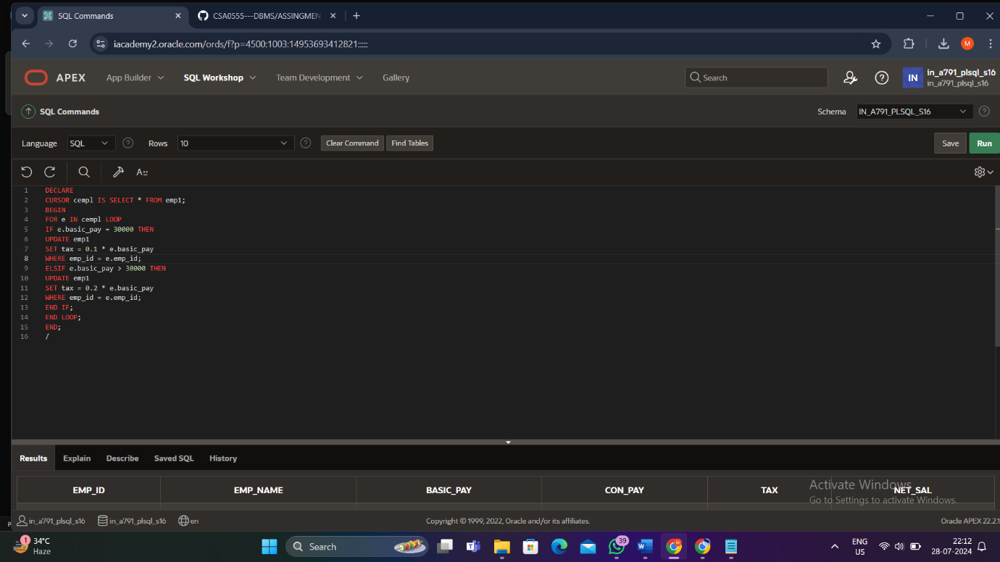 SQL Commands
CSA0555---DBMS/ASSINGMEN
iacademy2.oracle.com/ords/f?p=4500:1003:14953693412821:::::
M
APEX
App Builder
SQL Workshop
Team Development
Gallery
Search
IN
in_a791_plsql_s16
in_a791_plsql_s16
SQL Commands
Schema
IN_A791_PLSQL_S16
Language
SQL
Rows
10
Clear Command
Find Tables
Save
Run
1 DECLARE
2 CURSOR cempl IS SELECT * FROM emp1;
3 BEGIN
4 FOR e IN cempl LOOP
5 IF e.basic_pay = 30000 THEN
6 UPDATE emp1
7 SET tax = 0.1 * e.basic_pay
8 WHERE emp_id = e.emp_id;
9 ELSIF e.basic_pay > 30000 THEN
10 UPDATE emp1
11 SET tax = 0.2 * e.basic_pay
12 WHERE emp_id = e.emp_id;
13 END IF;
14 END LOOP;
15 END;
16 /
Results
Explain
Describe
Saved SQL
History
EMP_ID
EMP_NAME
BASIC_PAY
CON_PAY
TAX
NET_SAL
Activate Windows
Go to Settings to activate Windows.
in_a791_plsql_s16
in_a791_plsql_s16
en
Copyright © 1999, 2022, Oracle and/or its affiliates.
Oracle APEX 22.2.1
1
34°C
Haze
Search
39
ENG
US
22:12
28-07-2024